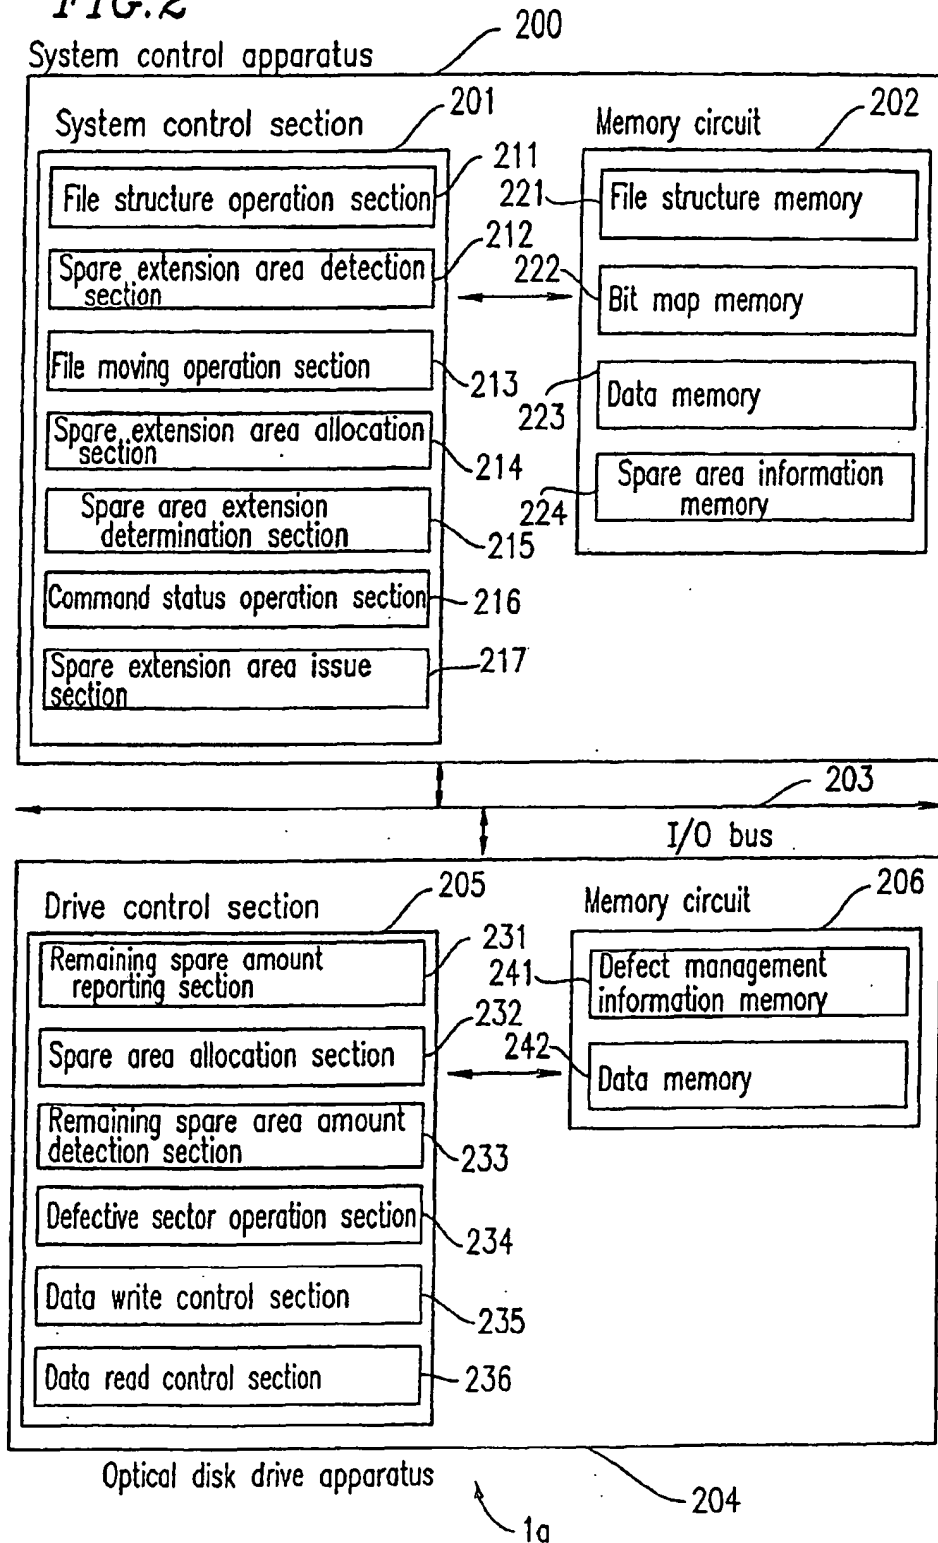 FIG.2
200
System control apparatus
201
System control section
211
File structure operation section
212
Spare extension area detection
section
File moving operation section
213
Spare extension area allocation
section
214
Spare area extension
determination section
215
Command status operation section
216
Spare extension area issue
section
217
Memory circuit
202
221
File structure memory
222
Bit map memory
Data memory
223
Spare area information
memory
224
203
I/O bus
Drive control section
205
Remaining spare amount
reporting section
231
232
Spare area allocation section
Remaining spare area amount
detection section
233
Defective sector operation section
234
Data write control section
235
Data read control section
236
Memory circuit
206
241
Defect management
information memory
242
Data memory
Optical disk drive apparatus
204
1a